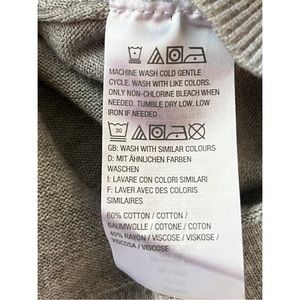 MACHINE WASH COLD GENTLE
CYCLE. WASH WITH LIKE COLORS.
ONLY NON-CHLORINE BLEACH WHEN
NEEDED. TUMBLE DRY LOW. LOW
IRON IF NEEDED
30
GB: WASH WITH SIMILAR COLOURS
D: MIT ÄHNLICHEN FARBEN
WASCHEN
I: LAVARE CON COLORI SIMILARI
F: LAVER AVEC DES COLORIS
SIMILAIRES
60% COTTON / COTTON /
BAUMWOLLE / COTONE / COTON
40% RAYON / VISCOSE / VISKOSE /
VISCOSA / VISCOSE